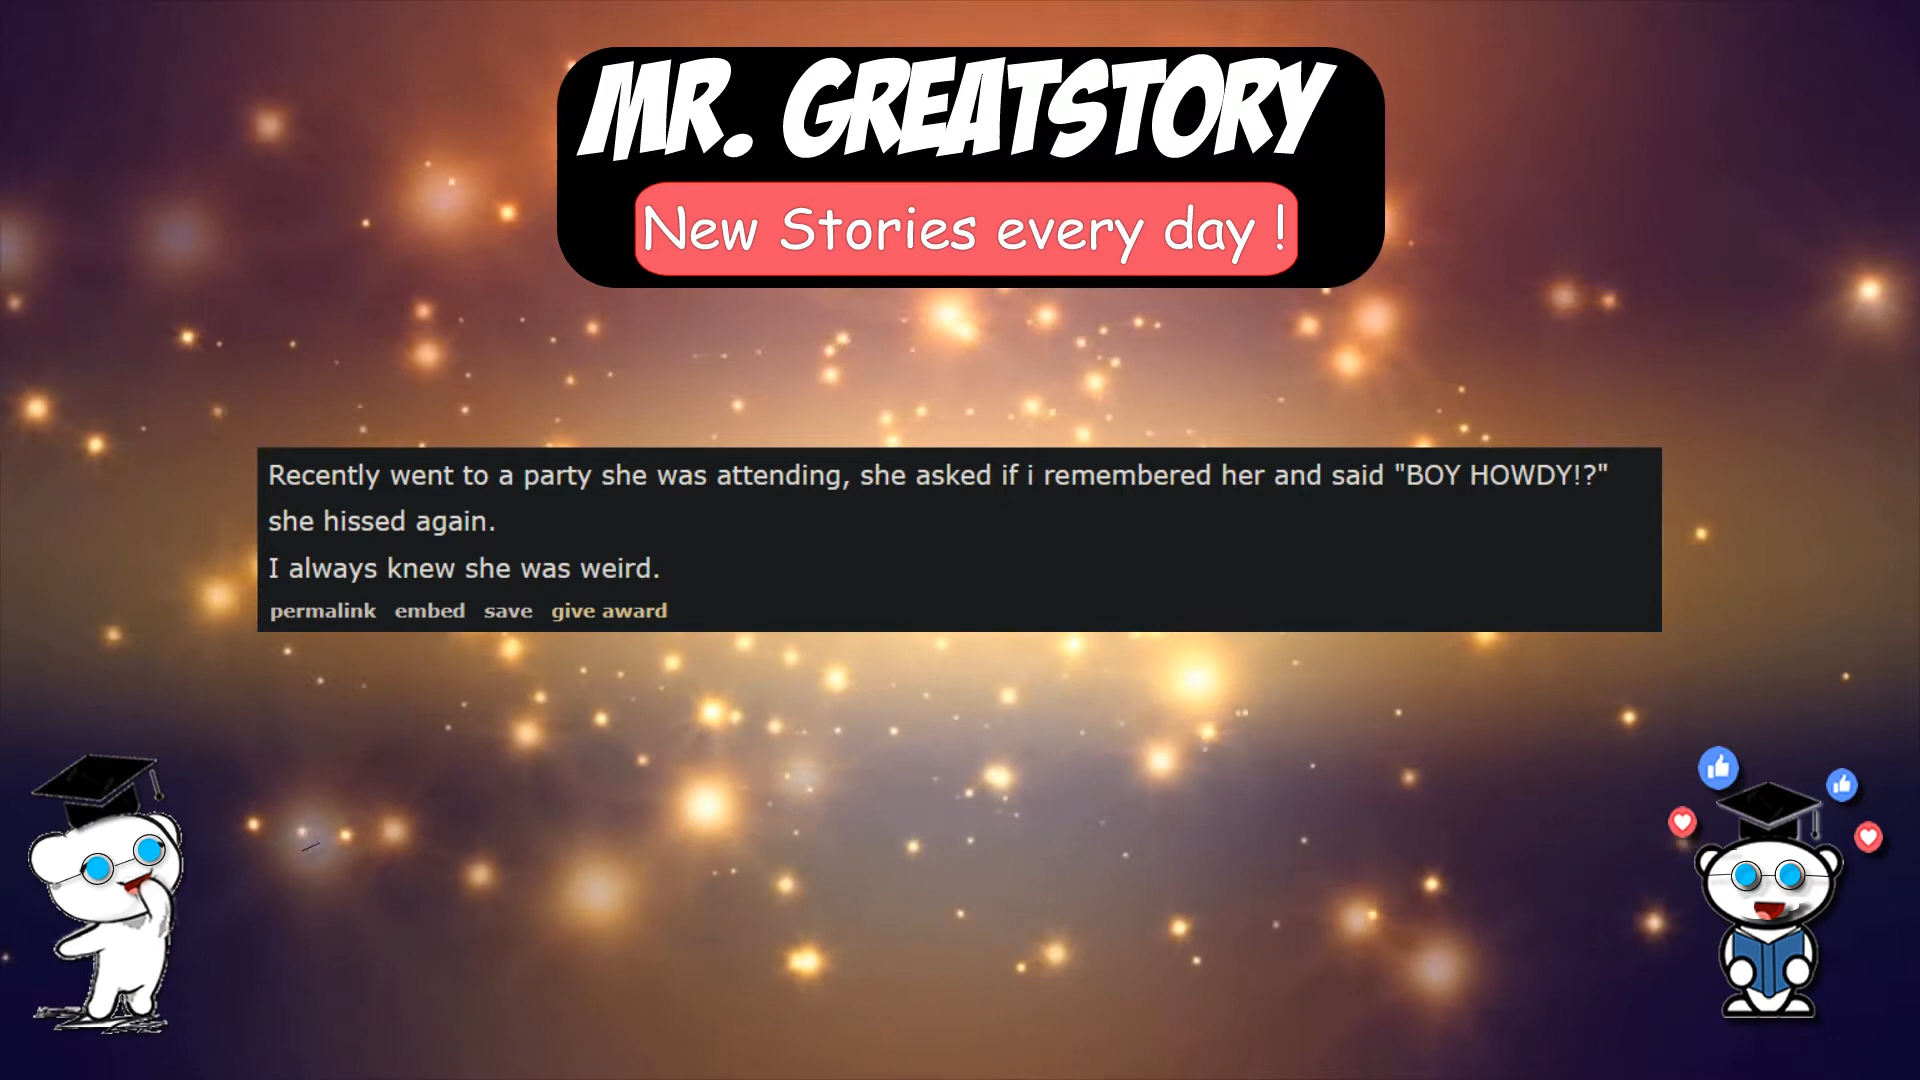 MR. GREATSTORY
New Stories every day !
Recently went to a party she was attending, she asked if i remembered her and said "BOY HOWDY!?"
she hissed again.
I always knew she was weird.
permalink embed save give award